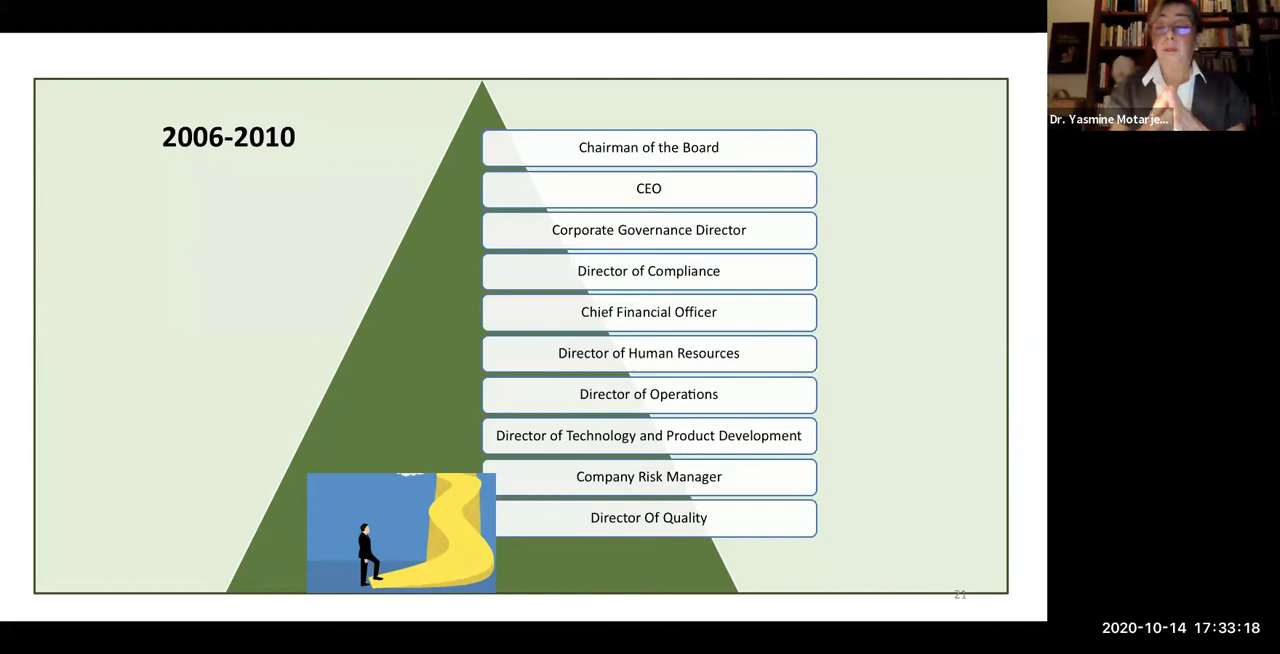 2006-2010
Chairman of the Board
CEO
Corporate Governance Director
Director of Compliance
Chief Financial Officer
Director of Human Resources
Director of Operations
Director of Technology and Product Development
Company Risk Manager
Director Of Quality
21
Dr. Yasmine Motarje...
2020-10-14 17:33:18